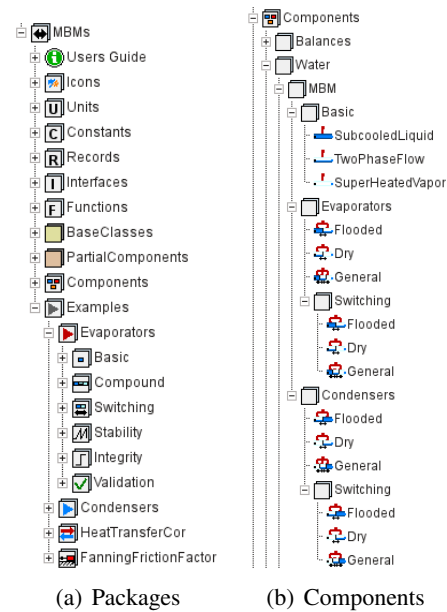 MBMs
Users Guide
Icons
U Units
C Constants
R Records
I Interfaces
F Functions
BaseClasses
PartialComponents
Components
Examples
Evaporators
Basic
Compound
Switching
Stability
Integrity
Validation
Condensers
HeatTransferCor
FanningFrictionFactor
(a) Packages
Components
Balances
Water
MBM
Basic
SubcooledLiquid
TwoPhaseFlow
SuperHeatedVapor
Evaporators
Flooded
Dry
General
Switching
Flooded
Dry
General
Condensers
Flooded
Dry
General
Switching
Flooded
Dry
General
(b) Components